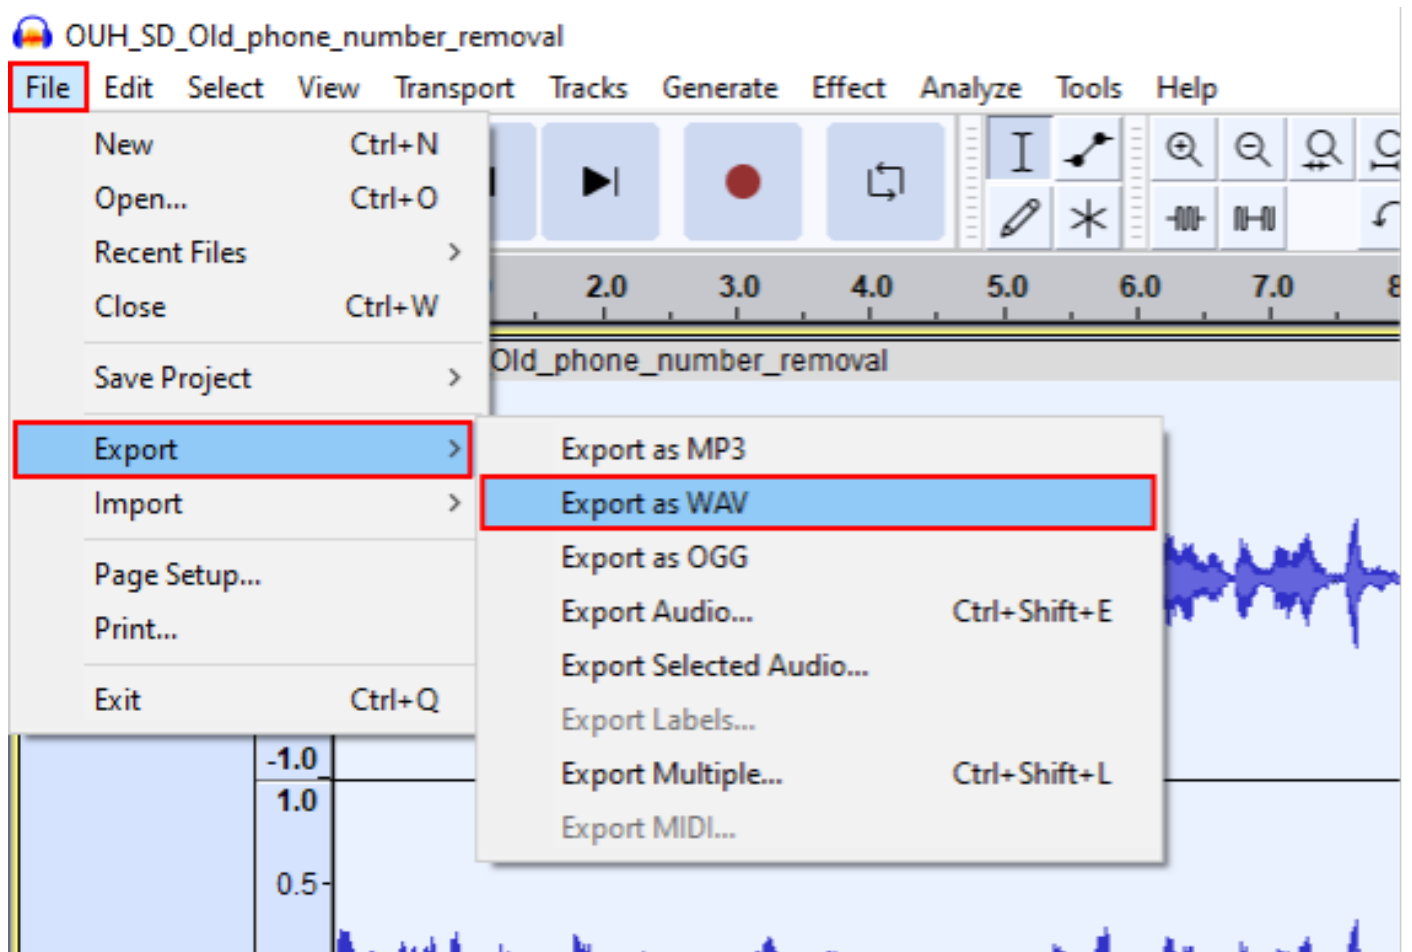 OUH_SD_Old_phone_number_removal
File Edit Select View Transport Tracks Generate Effect Analyze Tools Help
New Ctrl+N
Open... Ctrl+O
Recent Files
Close Ctrl+W
Save Project
Export
Import
Page Setup...
Print...
Exit Ctrl+Q
2.0 3.0 4.0 5.0 6.0 7.0 8
Old_phone_number_removal
Export as MP3
Export as WAV
Export as OGG
Export Audio... Ctrl+Shift+E
Export Selected Audio...
Export Labels...
Export Multiple... Ctrl+Shift+L
Export MIDI...
-1.0
1.0
0.5-